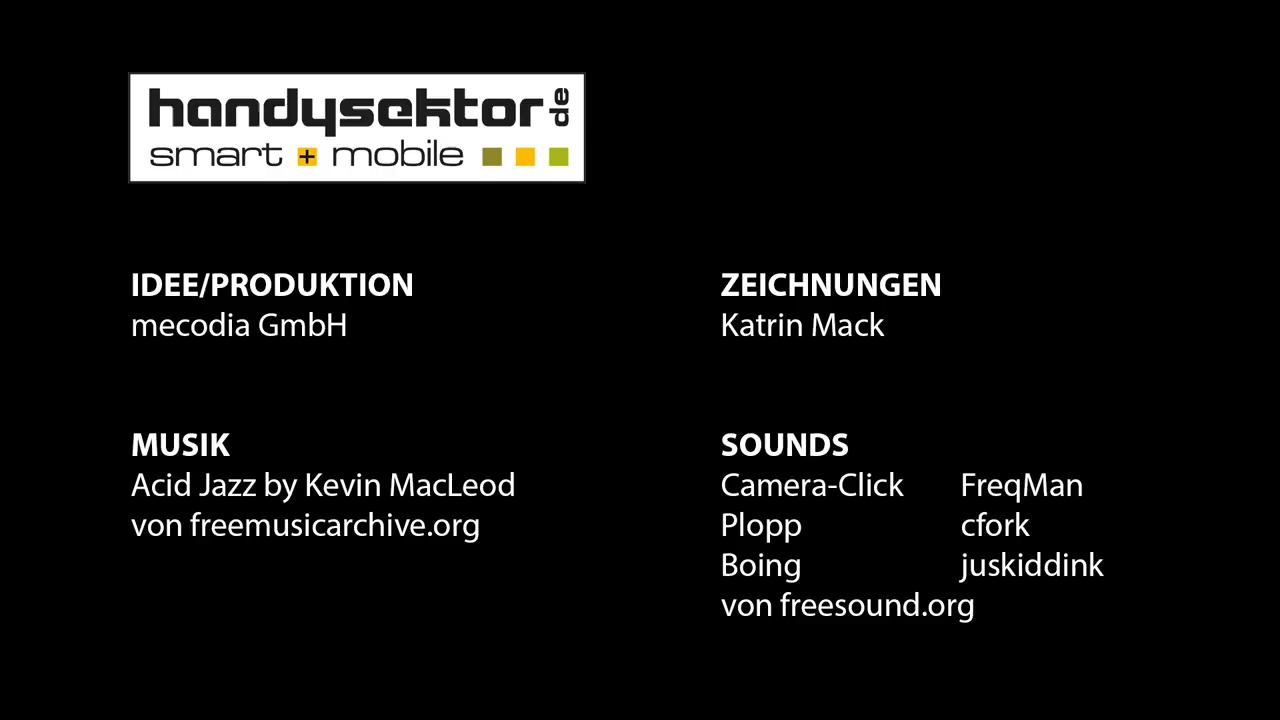 handysektor.de
smart + mobile
IDEE/PRODUKTION
mecodia GmbH
ZEICHNUNGEN
Katrin Mack
MUSIK
Acid Jazz by Kevin MacLeod
von freemusicarchive.org
SOUNDS
Camera-Click FreqMan
Plopp cfork
Boing juskiddink
von freesound.org